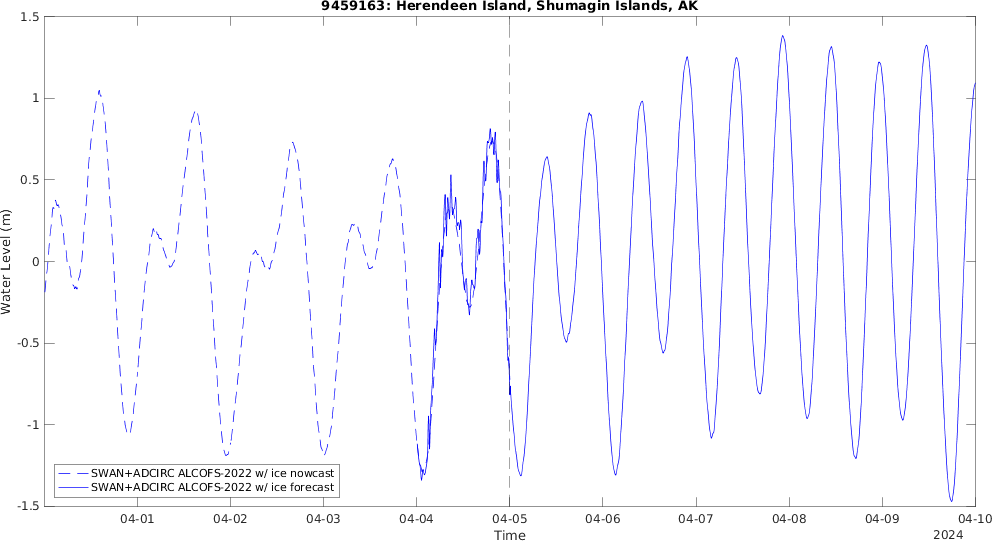 9459163: Herendeen Island, Shumagin Islands, AK
1.5
1
0.5
0
-0.5
-1
-1.5
Water Level (m)
SWAN+ADCIRC ALCOFS-2022 w/ ice nowcast
SWAN+ADCIRC ALCOFS-2022 w/ ice forecast
04-01 04-02 04-03 04-04 04-05 04-06 04-07 04-08 04-09 04-10
Time
2024